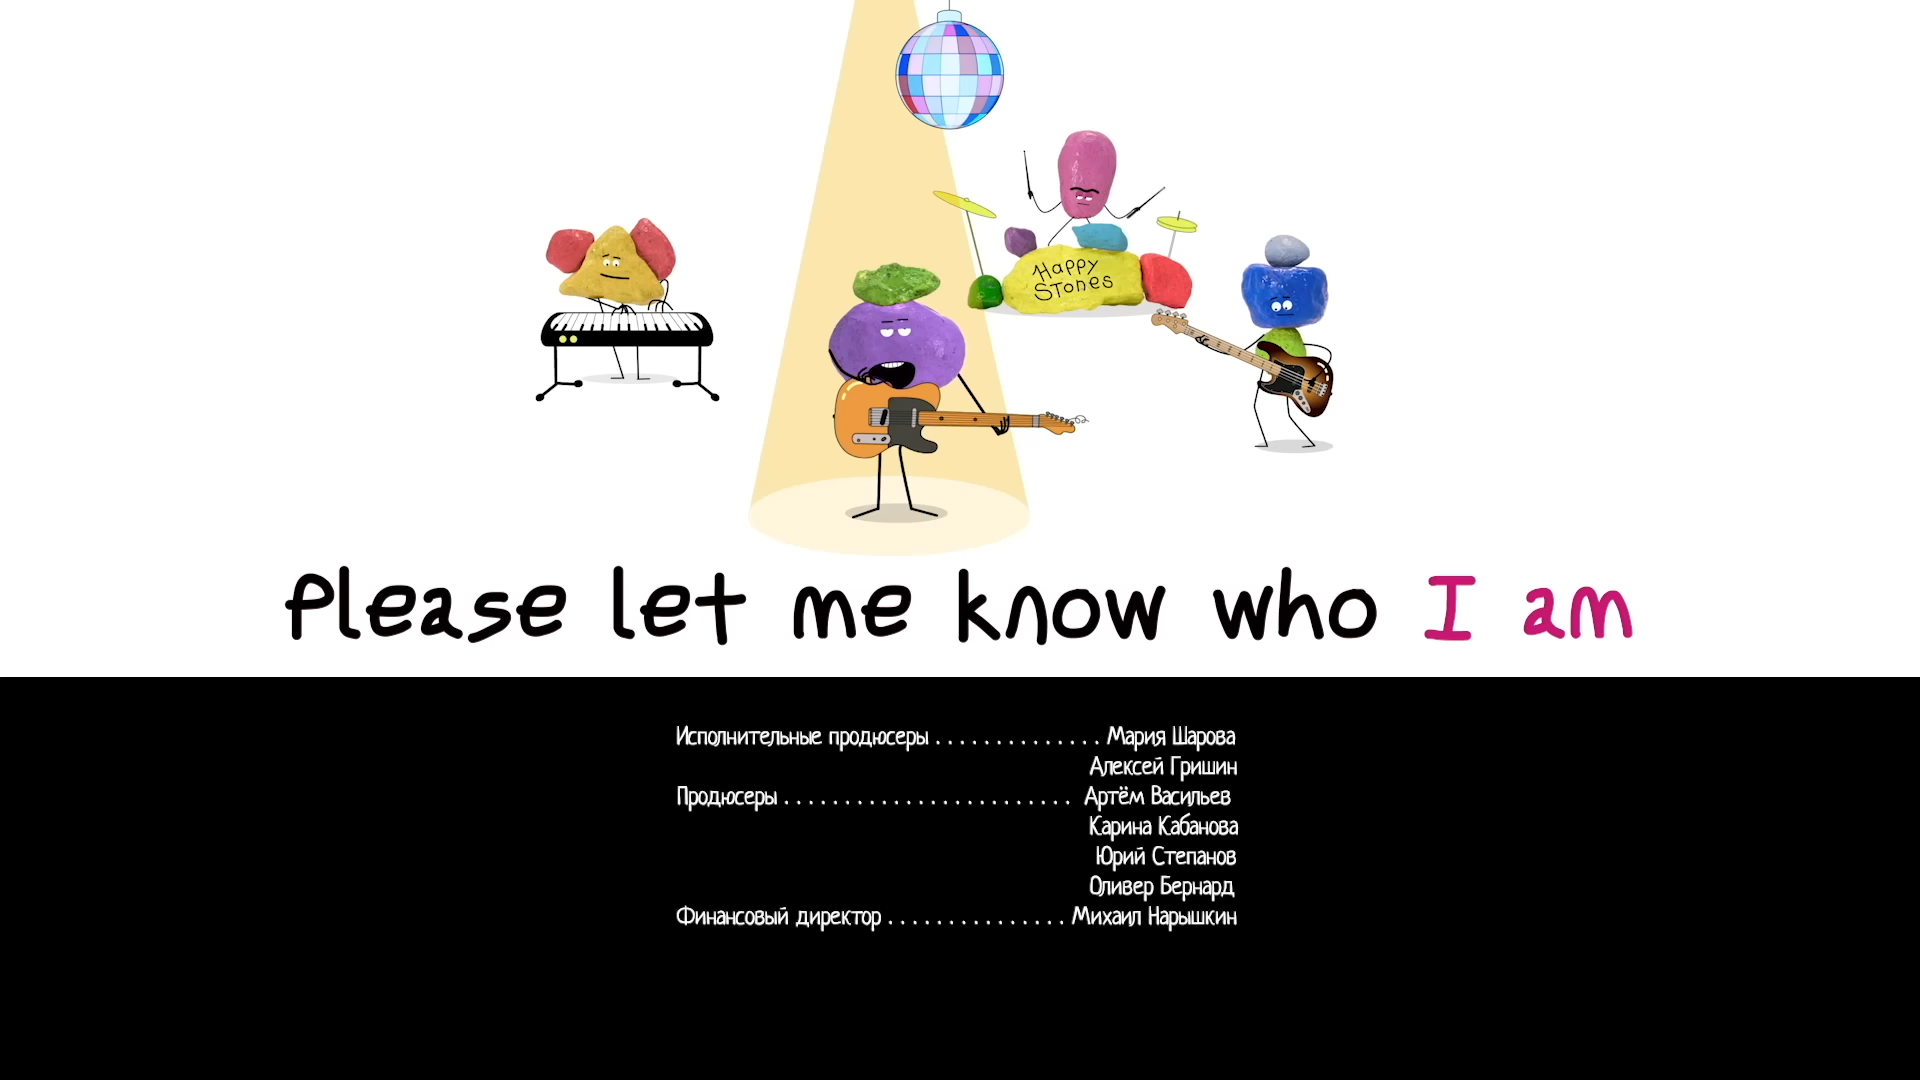 Happy
Stones
Please let me know who I am
Исполнительные продюсеры . . . . . . . . . . . . . . Мария Шарова
Алексей Гришин
Продюсеры . . . . . . . . . . . . . . . . . . . . . . . . Артём Васильев
Карина Кабанова
Юрий Степанов
Оливер Бернард
Финансовый директор . . . . . . . . . . . . . . . Михаил Нарышкин